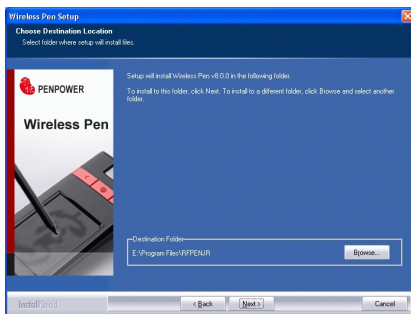 Wireless Pen Setup
Choose Destination Location
Select folder where setup will install files.
PENPOWER
Wireless Pen
Setup will install Wireless Pen v8.0.0 in the following folder.
To install to this folder, click Next. To install to a different folder, click Browse and select another
folder.
Destination Folder
E:\Program Files\RFPENJR
Browse...
InstallShield
< Back
Next >
Cancel